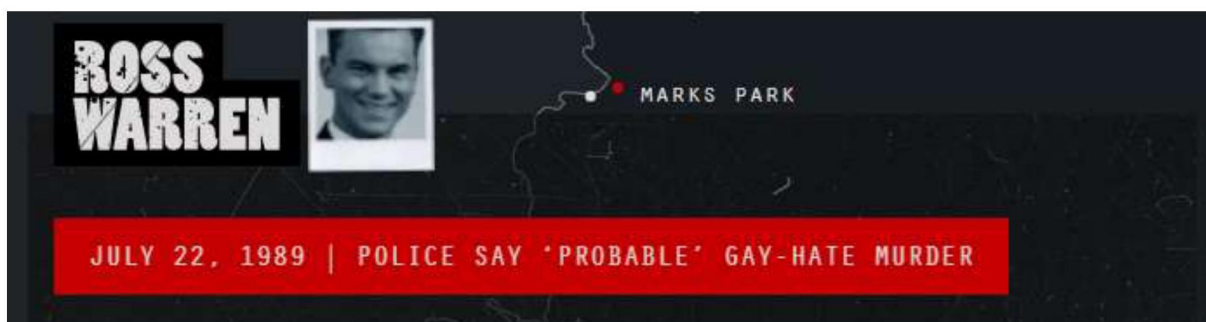 ROSS
WARREN
MARKS PARK
JULY 22, 1989 | POLICE SAY ‘PROBABLE’ GAY-HATE MURDER